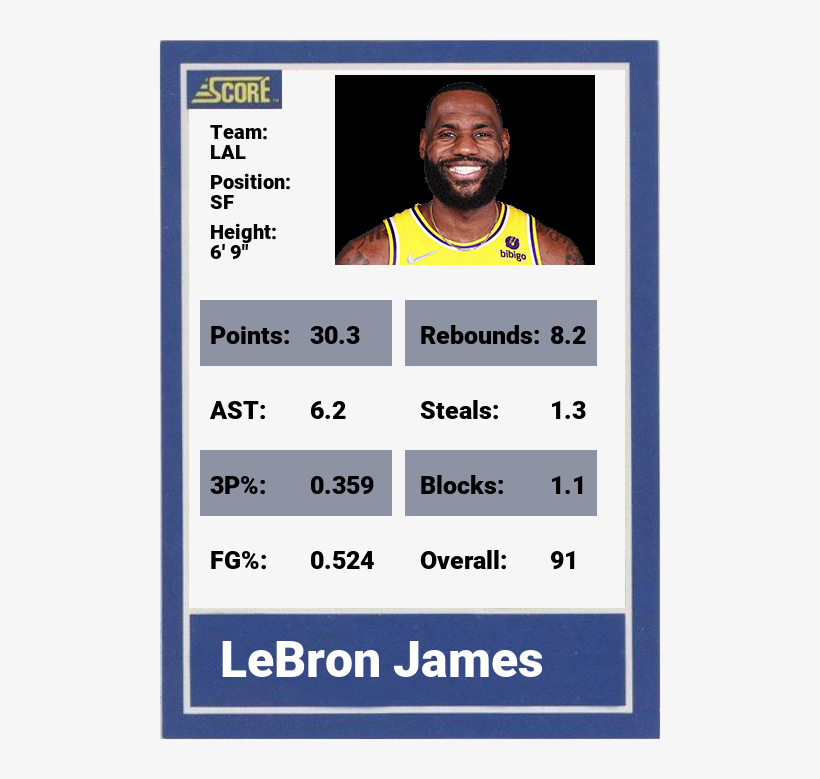 SCORE
Team:
LAL
Position:
SF
Height:
6' 9"
bibigo
Points: 30.3 Rebounds: 8.2
AST: 6.2 Steals: 1.3
3P%: 0.359 Blocks: 1.1
FG%: 0.524 Overall: 91
LeBron James